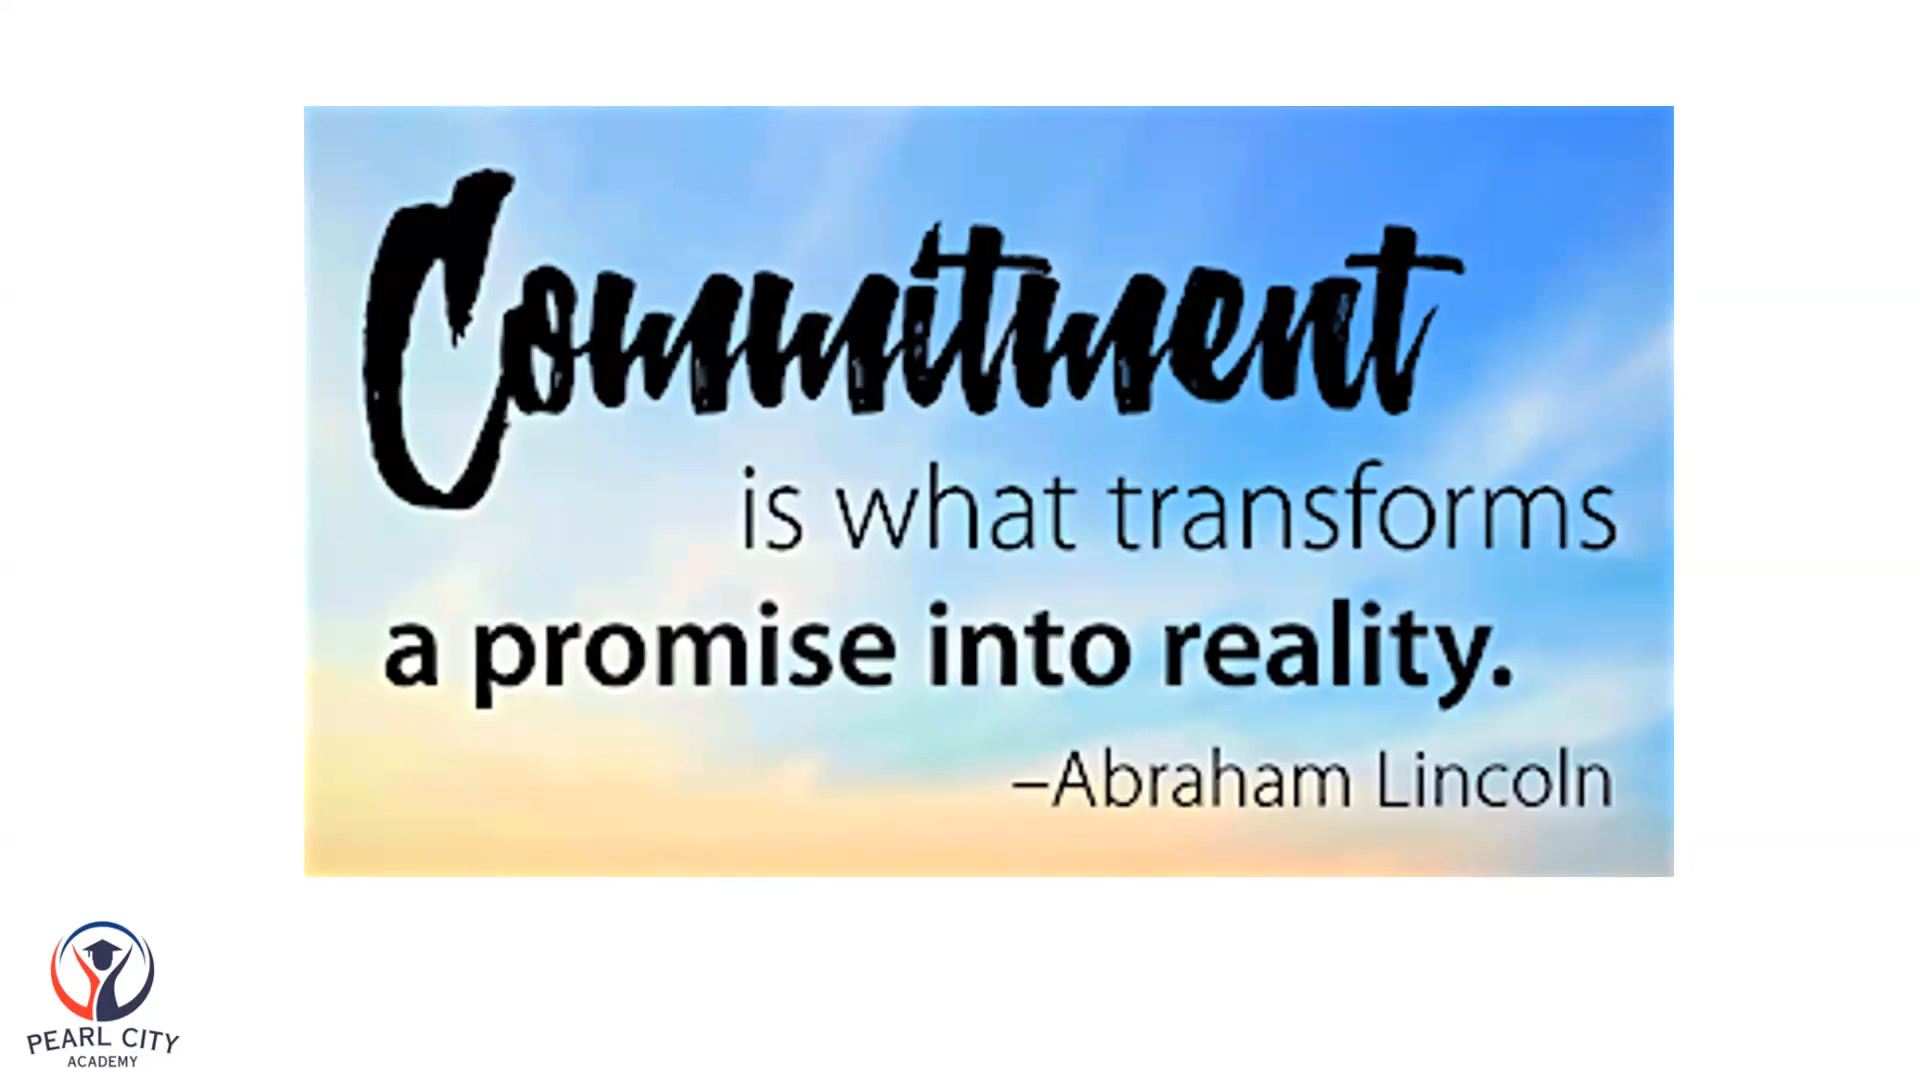 Commitment
is what transforms
a promise into reality.
–Abraham Lincoln
PEARL CITY
ACADEMY